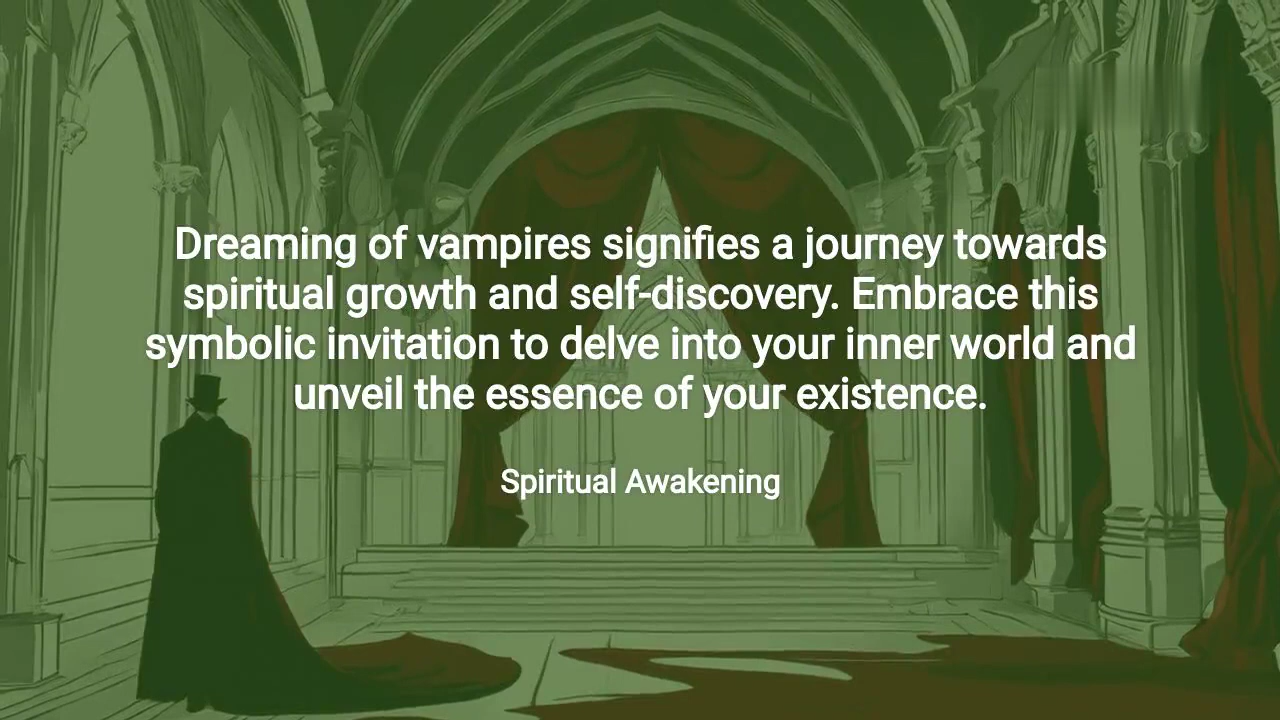 Dreaming of vampires signifies a journey towards
spiritual growth and self-discovery. Embrace this
symbolic invitation to delve into your inner world and
unveil the essence of your existence.
Spiritual Awakening